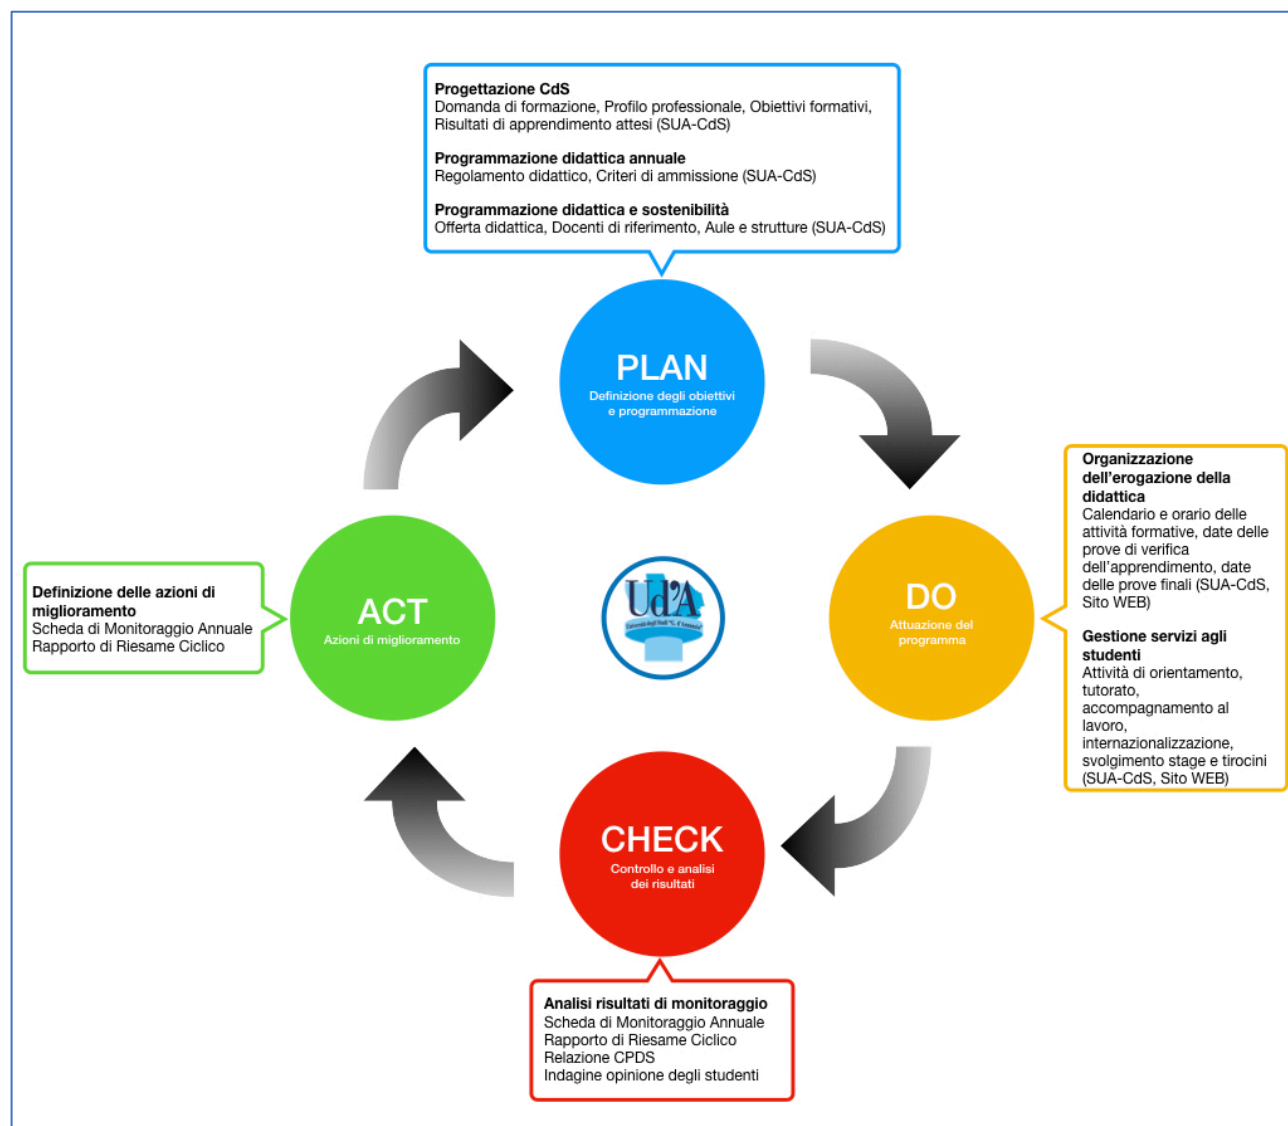 Progettazione CdS
Domanda di formazione, Profilo professionale, Obiettivi formativi,
Risultati di apprendimento attesi (SUA-CdS)
Programmazione didattica annuale
Regolamento didattico, Criteri di ammissione (SUA-CdS)
Programmazione didattica e sostenibilità
Offerta didattica, Docenti di riferimento, Aule e strutture (SUA-CdS)
PLAN
Definizione degli obiettivi
e programmazione
Organizzazione
dell'erogazione della
didattica
Calendario e orario delle
attività formative, date delle
prove di verifica
dell'apprendimento, date
delle prove finali (SUA-CdS,
Sito WEB)
Gestione servizi agli
studenti
Attività di orientamento,
tutorato,
accompagnamento al
lavoro,
internazionalizzazione,
svolgimento stage e tirocini
(SUA-CdS, Sito WEB)
DO
Attuazione del
programma
Ud'A
Università degli Studi "G. d'Annunzio"
ACT
Azioni di miglioramento
Definizione delle azioni di
miglioramento
Scheda di Monitoraggio Annuale
Rapporto di Riesame Ciclico
CHECK
Controllo e analisi
dei risultati
Analisi risultati di monitoraggio
Scheda di Monitoraggio Annuale
Rapporto di Riesame Ciclico
Relazione CPDS
Indagine opinione degli studenti